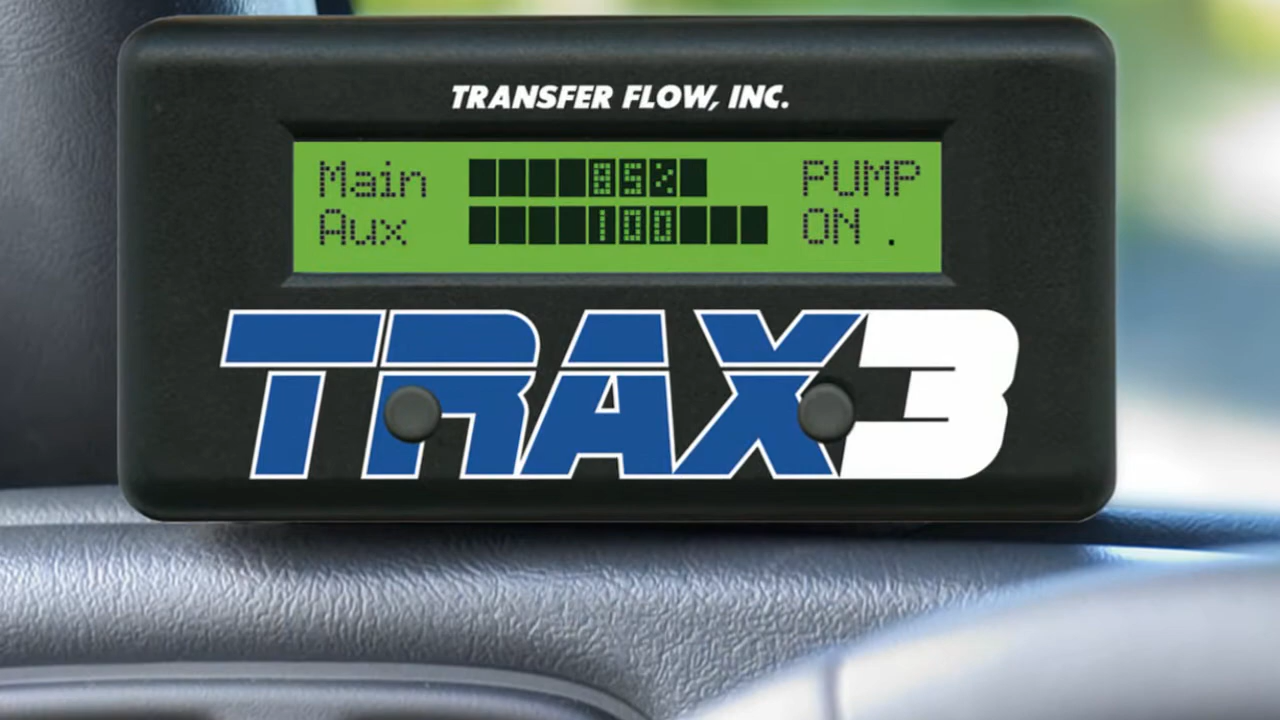 TRANSFER FLOW, INC.
Main 85% PUMP
Aux 100 ON .
TRAX3